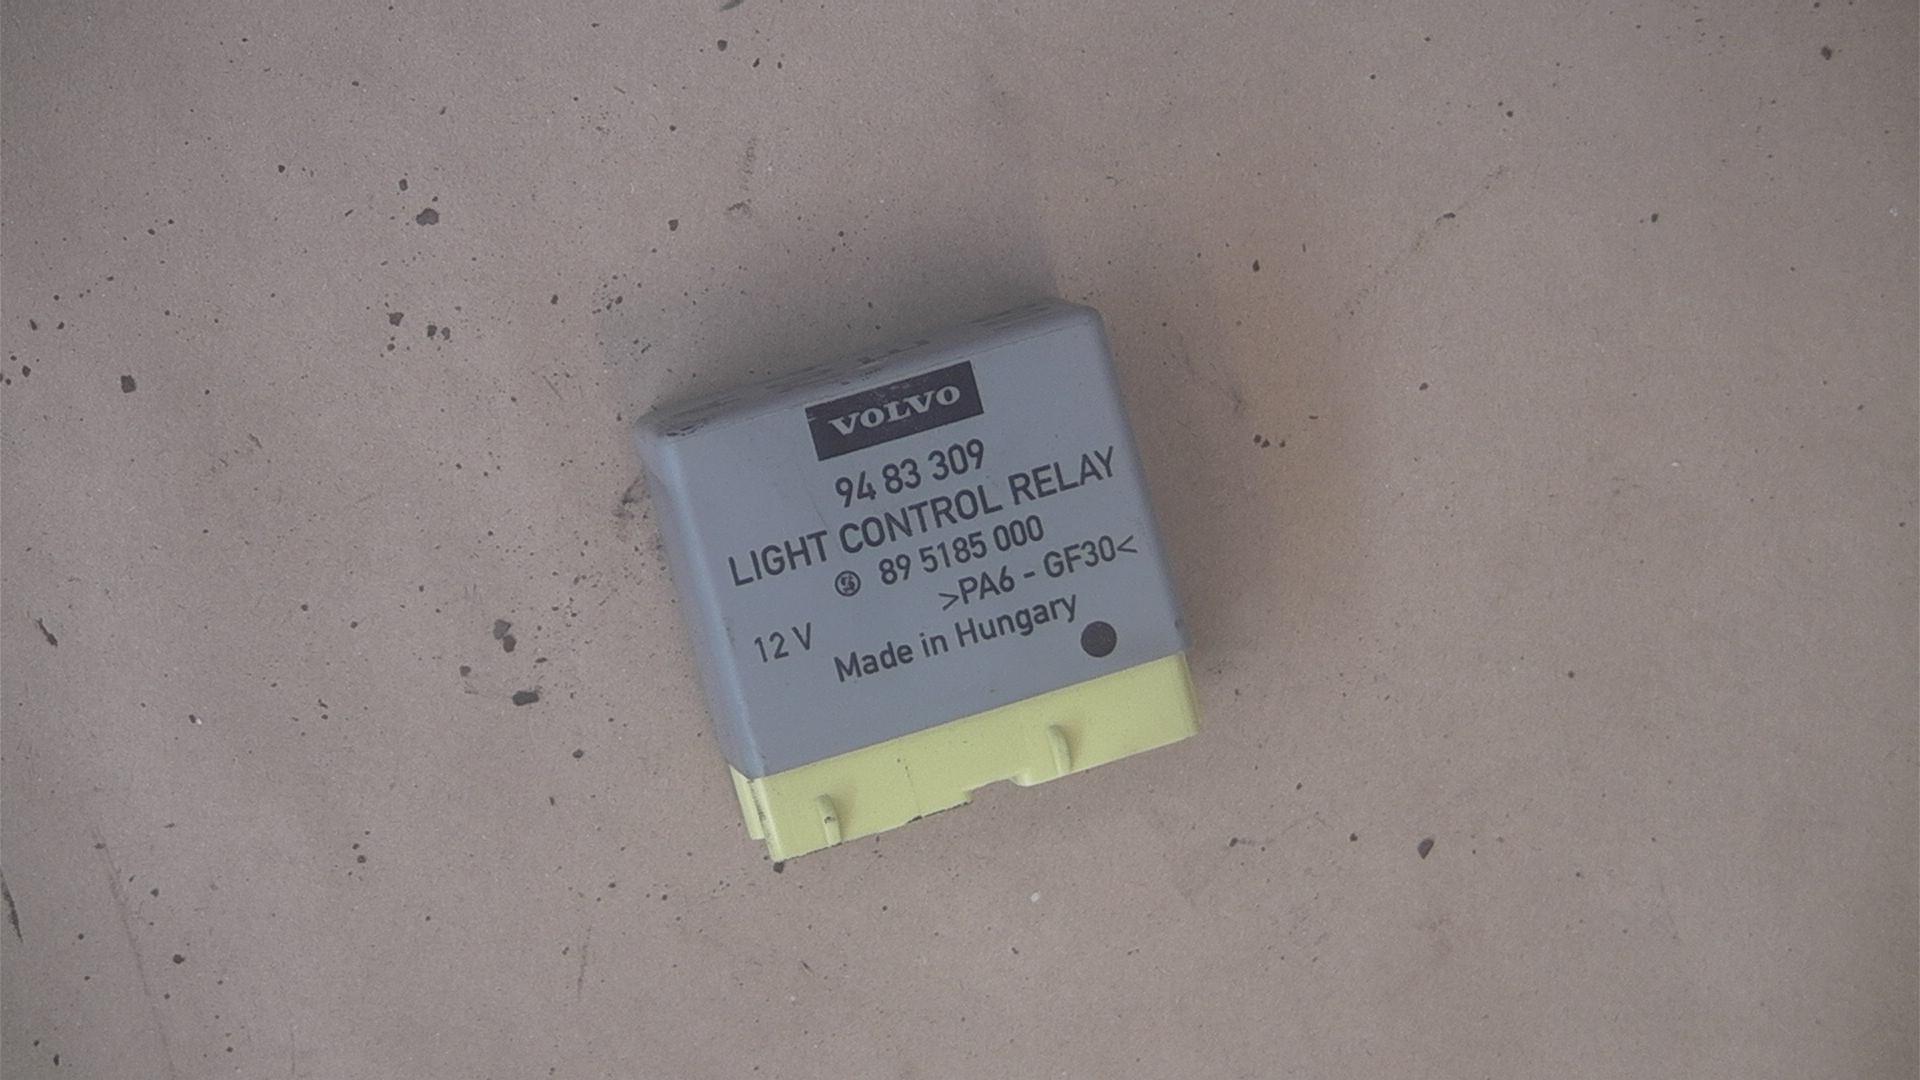 VOLVO
94 83 309
LIGHT CONTROL RELAY
89 5185 000
>PA6 - GF30<
12 V
Made in Hungary